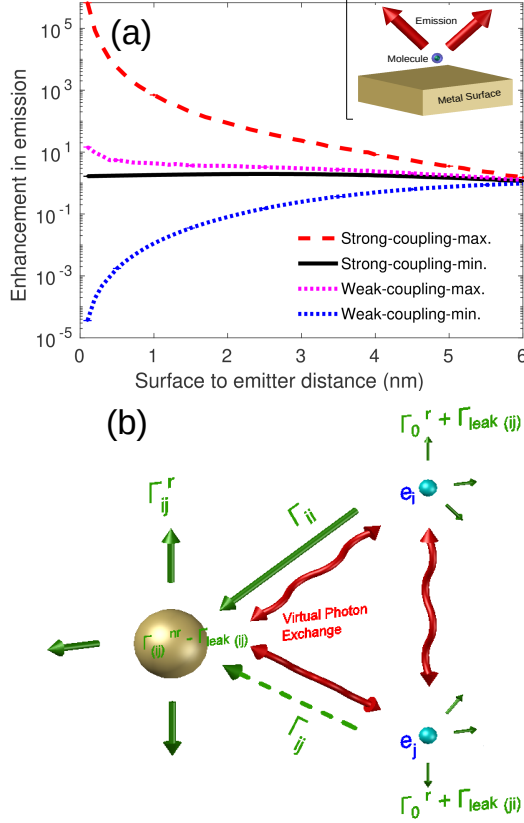 (a)
Emission
Molecule
Metal Surface
Enhancement in emission
10^5
10^3
10^1
10^-1
10^-3
10^-5
Strong-coupling-max.
Strong-coupling-min.
Weak-coupling-max.
Weak-coupling-min.
0 1 2 3 4 5 6
Surface to emitter distance (nm)
(b)
Γ_0^r + Γ_leak (ij)
Γ_ij^r
e_i
Γ_ii
Virtual Photon
Exchange
Γ_(ij)^nr - Γ_leak (ij)
Γ_ij
e_j
Γ_0^r + Γ_leak (ji)